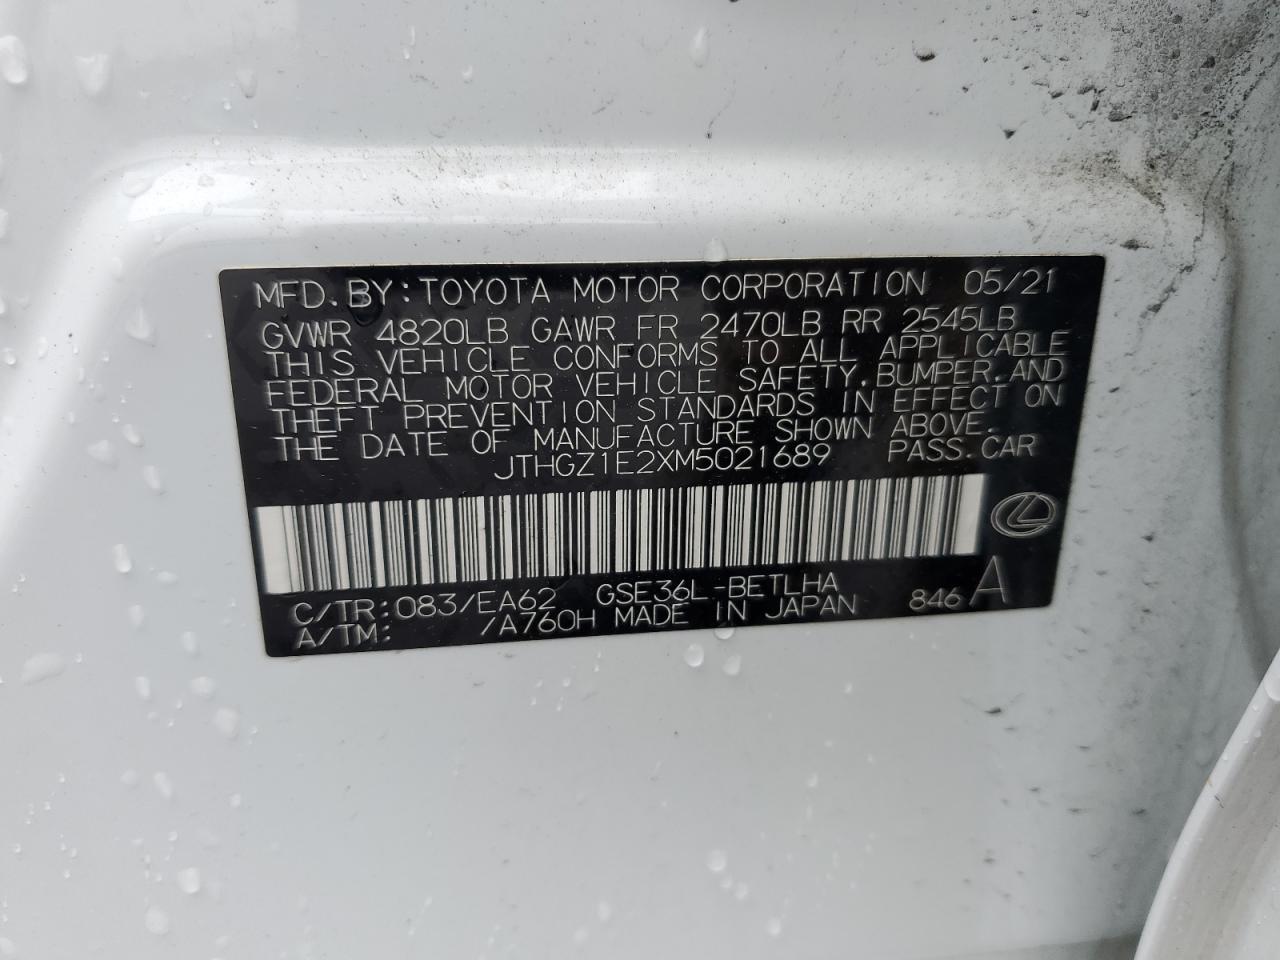 MFD.BY:TOYOTA MOTOR CORPORATION 05/21
GVWR 4820LB GAWR FR 2470LB RR 2545LB
THIS VEHICLE CONFORMS TO ALL APPLICABLE
FEDERAL MOTOR VEHICLE SAFETY,BUMPER,AND
THEFT PREVENTION STANDARDS IN EFFECT ON
THE DATE OF MANUFACTURE SHOWN ABOVE.
JTHGZ1E2XM5021689 PASS.CAR
C/TR:083/EA62 GSE36L-BETLHA 846 A
A/TM: /A760H MADE IN JAPAN